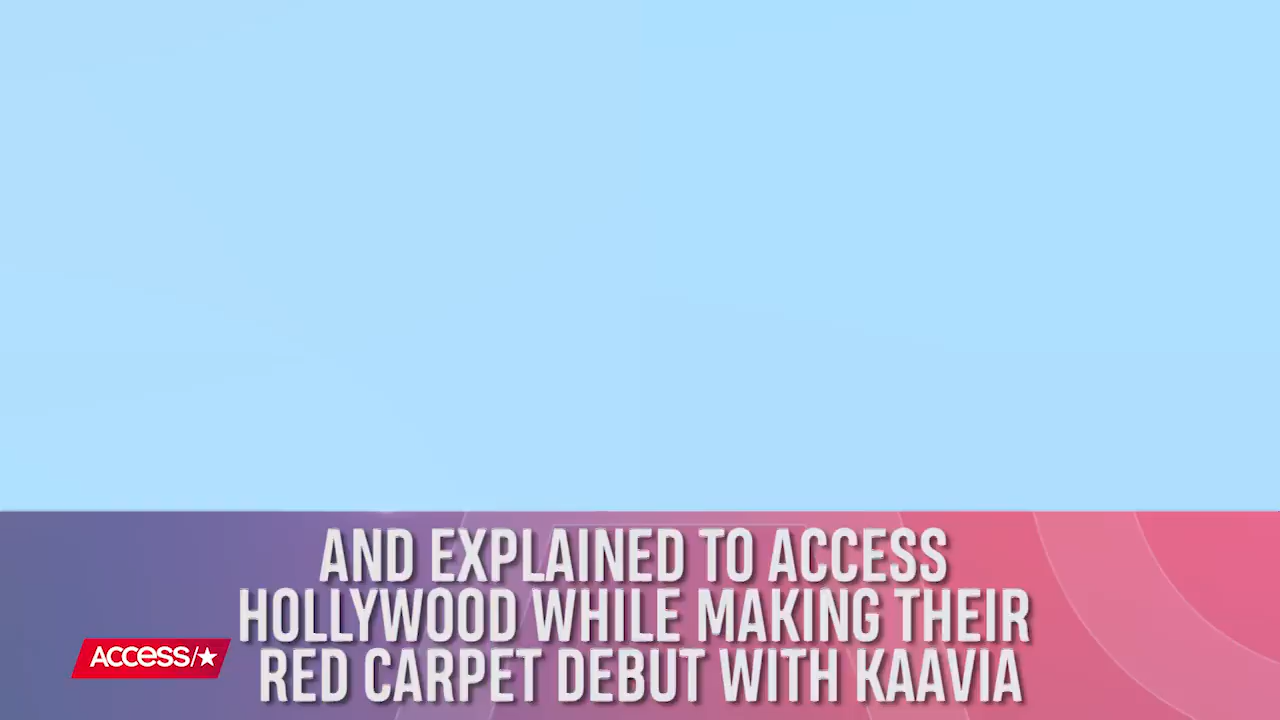 AND EXPLAINED TO ACCESS
HOLLYWOOD WHILE MAKING THEIR
RED CARPET DEBUT WITH KAAVIA
ACCESS/★